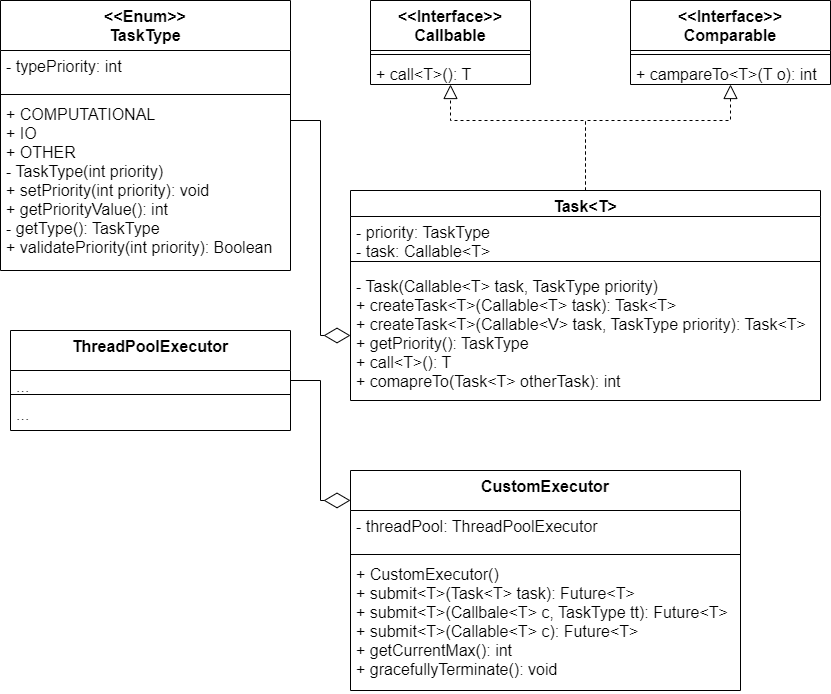 <<Enum>>
TaskType
- typePriority: int
+ COMPUTATIONAL
+ IO
+ OTHER
- TaskType(int priority)
+ setPriority(int priority): void
+ getPriorityValue(): int
- getType(): TaskType
+ validatePriority(int priority): Boolean
<<Interface>>
Callbable
+ call<T>(): T
<<Interface>>
Comparable
+ campareTo<T>(T o): int
Task<T>
- priority: TaskType
- task: Callable<T>
- Task(Callable<T> task, TaskType priority)
+ createTask<T>(Callable<T> task): Task<T>
+ createTask<T>(Callable<V> task, TaskType priority): Task<T>
+ getPriority(): TaskType
+ call<T>(): T
+ comapreTo(Task<T> otherTask): int
ThreadPoolExecutor
...
...
CustomExecutor
- threadPool: ThreadPoolExecutor
+ CustomExecutor()
+ submit<T>(Task<T> task): Future<T>
+ submit<T>(Callbale<T> c, TaskType tt): Future<T>
+ submit<T>(Callable<T> c): Future<T>
+ getCurrentMax(): int
+ gracefullyTerminate(): void